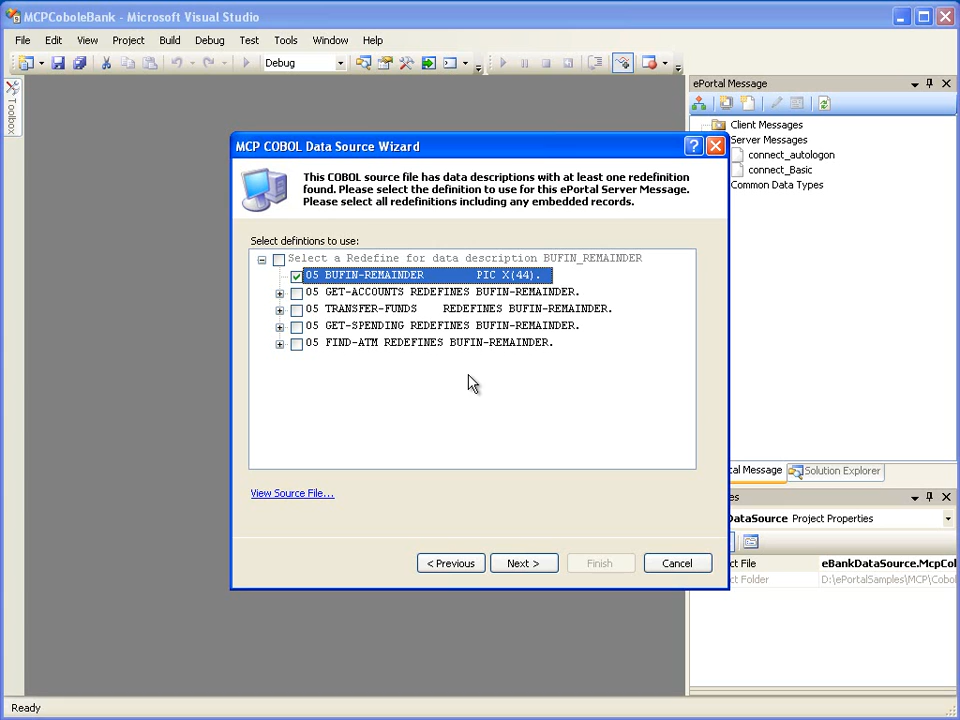 MCPCoboleBank - Microsoft Visual Studio
File Edit View Project Build Debug Test Tools Window Help
Debug
Toolbox
ePortal Message
Client Messages
Server Messages
connect_autologon
connect_Basic
Common Data Types
MCP COBOL Data Source Wizard
This COBOL source file has data descriptions with at least one redefinition
found. Please select the definition to use for this ePortal Server Message.
Please select all redefinitions including any embedded records.
Select defintions to use:
Select a Redefine for data description BUFIN_REMAINDER
05 BUFIN-REMAINDER PIC X(44).
05 GET-ACCOUNTS REDEFINES BUFIN-REMAINDER.
05 TRANSFER-FUNDS REDEFINES BUFIN-REMAINDER.
05 GET-SPENDING REDEFINES BUFIN-REMAINDER.
05 FIND-ATM REDEFINES BUFIN-REMAINDER.
View Source File...
< Previous Next > Finish Cancel
tal Message Solution Explorer
es
DataSource Project Properties
ct File eBankDataSource.McpCol
ct Folder D:\ePortalSamples\MCP\Cobol
Ready